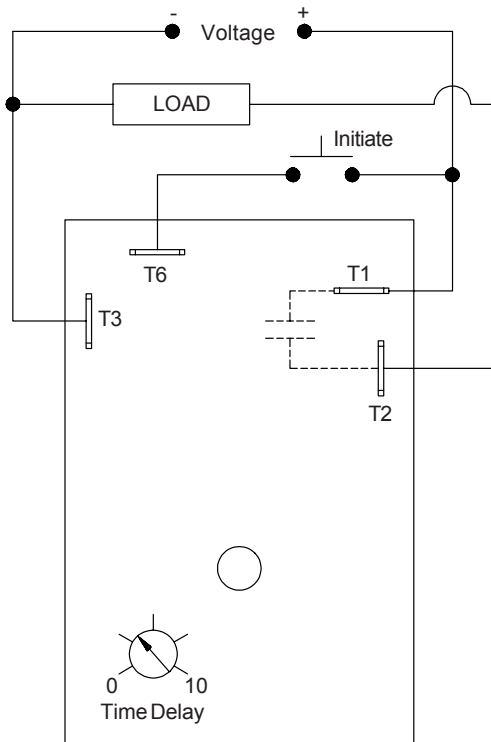 - Voltage +
LOAD
Initiate
T6
T1
T3
T2
0 10
Time Delay